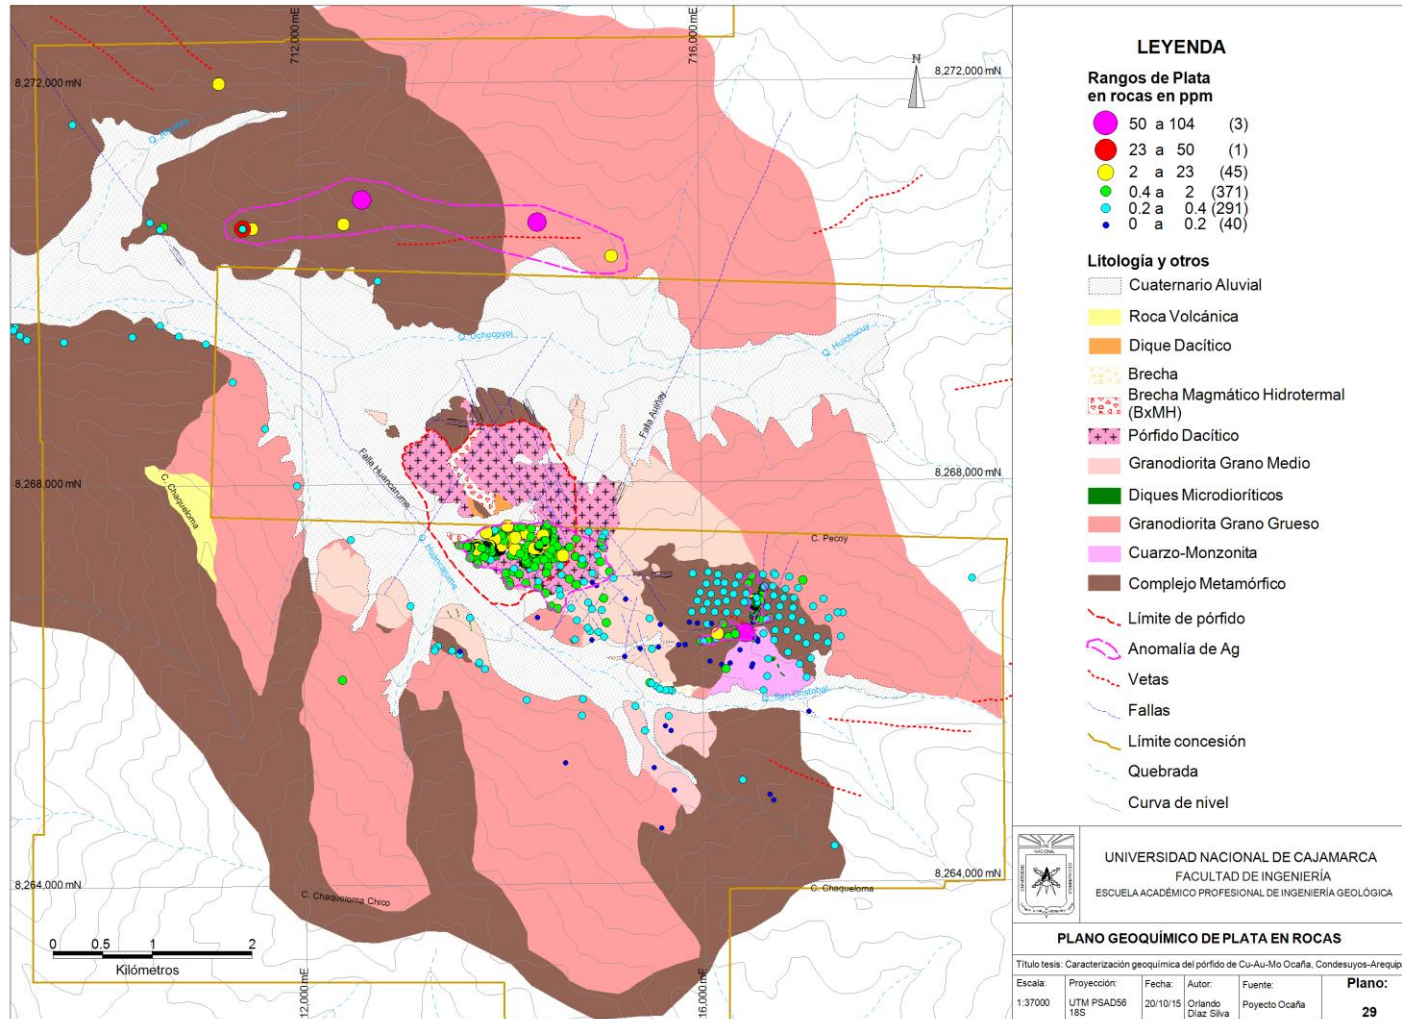 712,000 mE
716,000 mE
8,272,000 mN
8,272,000 mN
N
Q. Uchocoyoj
Q. Huichucuy
Falla Auiñay
Falla Huancarume
8,268,000 mN
8,268,000 mN
C. Chaqueloma
C. Pecoy
Q. Huancarume
Q. San Cristobal
8,264,000 mN
8,264,000 mN
C. Chaqueloma
C. Chaqueloma Chico
0 0.5 1 2
Kilómetros
712,000 mE
716,000 mE
LEYENDA
Rangos de Plata
en rocas en ppm
50 a 104 (3)
23 a 50 (1)
2 a 23 (45)
0.4 a 2 (371)
0.2 a 0.4 (291)
0 a 0.2 (40)
Litología y otros
Cuaternario Aluvial
Roca Volcánica
Dique Dacítico
Brecha
Brecha Magmático Hidrotermal
(BxMH)
Pórfido Dacítico
Granodiorita Grano Medio
Diques Microdioríticos
Granodiorita Grano Grueso
Cuarzo-Monzonita
Complejo Metamórfico
Límite de pórfido
Anomalía de Ag
Vetas
Fallas
Límite concesión
Quebrada
Curva de nivel
UNIVERSIDAD NACIONAL DE CAJAMARCA
FACULTAD DE INGENIERÍA
ESCUELA ACADÉMICO PROFESIONAL DE INGENIERÍA GEOLÓGICA
PLANO GEOQUÍMICO DE PLATA EN ROCAS
Título tesis: Caracterización geoquímica del pórfido de Cu-Au-Mo Ocaña, Condesuyos-Arequip
Escala: Proyección: Fecha: Autor: Fuente: Plano:
1:37000 UTM PSAD56 20/10/15 Orlando Poyecto Ocaña
18S Díaz Silva 29